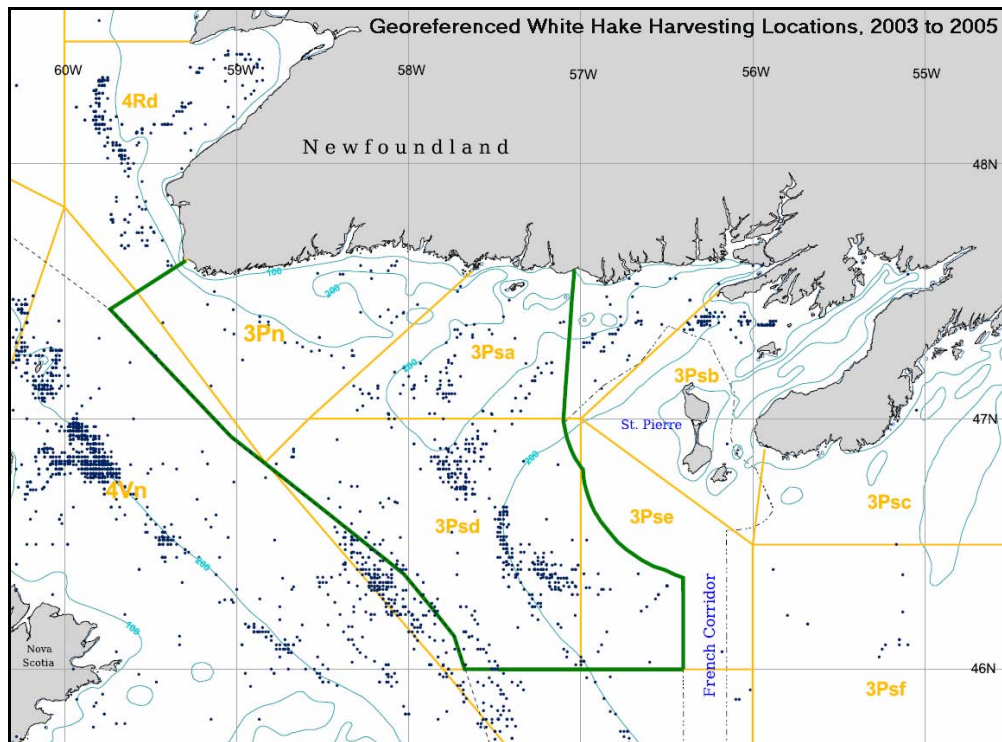 Georeferenced White Hake Harvesting Locations, 2003 to 2005
60W
59W
58W
57W
56W
55W
4Rd
Newfoundland
48N
100
200
3Pn
3Psa
200
3Psb
St. Pierre
47N
200
4Vn
3Psd
3Pse
3Psc
200
French Corridor
100
Nova
Scotia
46N
3Psf